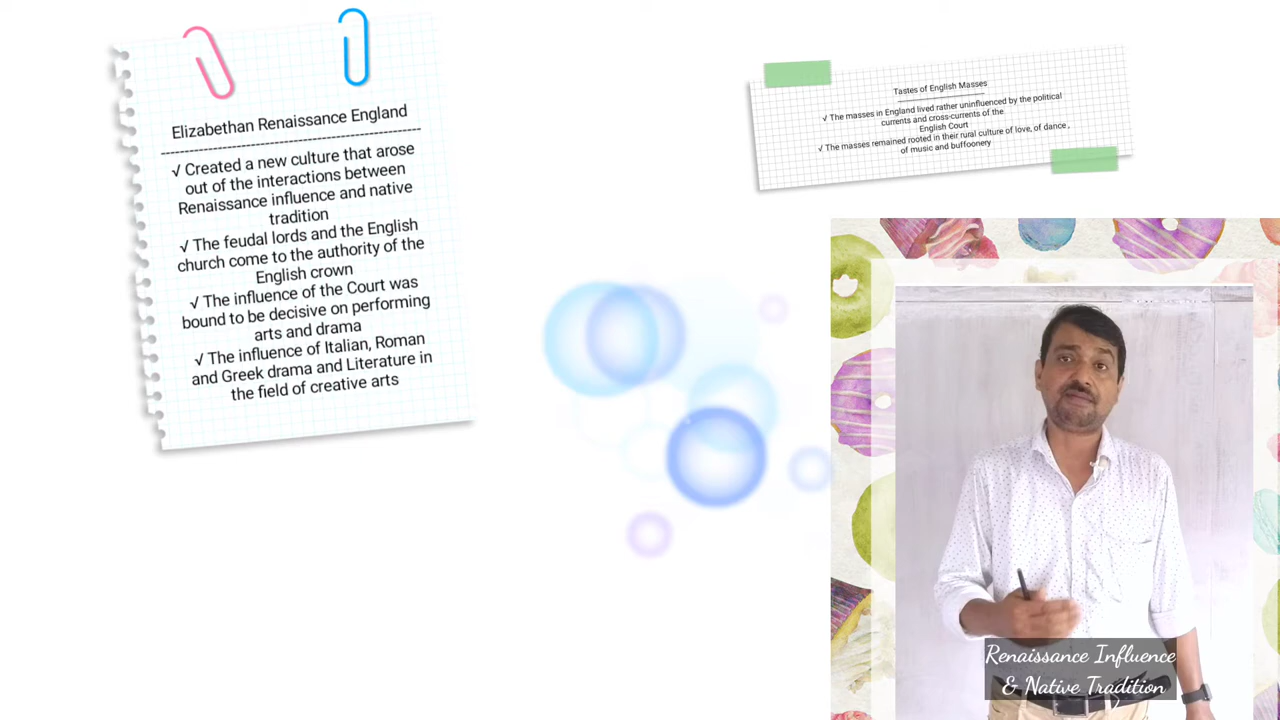 Elizabethan Renaissance England
√ Created a new culture that arose
out of the interactions between
Renaissance influence and native
tradition
√ The feudal lords and the English
church come to the authority of the
English crown
√ The influence of the Court was
bound to be decisive on performing
arts and drama
√ The influence of Italian, Roman
and Greek drama and Literature in
the field of creative arts
Tastes of English Masses
√ The masses in England lived rather uninfluenced by the political
currents and cross-currents of the
English Court
√ The masses remained rooted in their rural culture of love, of dance ,
of music and buffoonery
Renaissance Influence
& Native Tradition